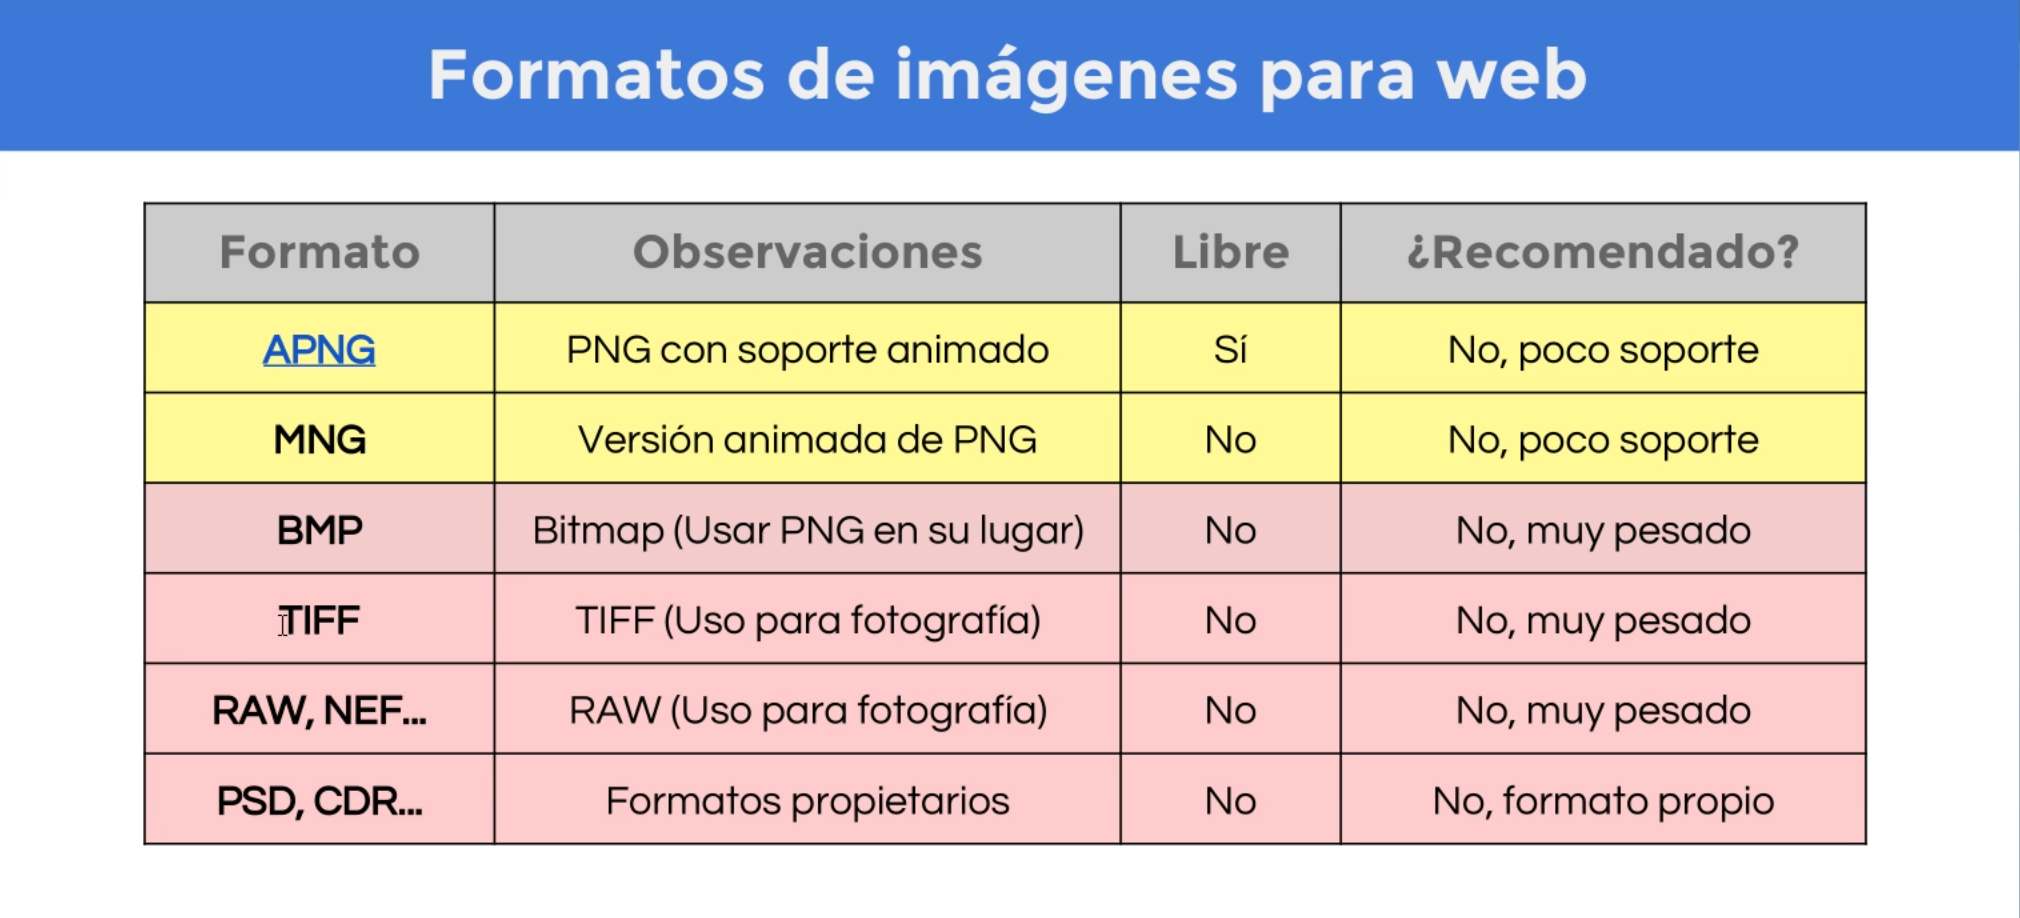 Formatos de imágenes para web
Formato Observaciones Libre ¿Recomendado?
APNG PNG con soporte animado Sí No, poco soporte
MNG Versión animada de PNG No No, poco soporte
BMP Bitmap (Usar PNG en su lugar) No No, muy pesado
TIFF TIFF (Uso para fotografía) No No, muy pesado
RAW, NEF... RAW (Uso para fotografía) No No, muy pesado
PSD, CDR... Formatos propietarios No No, formato propio